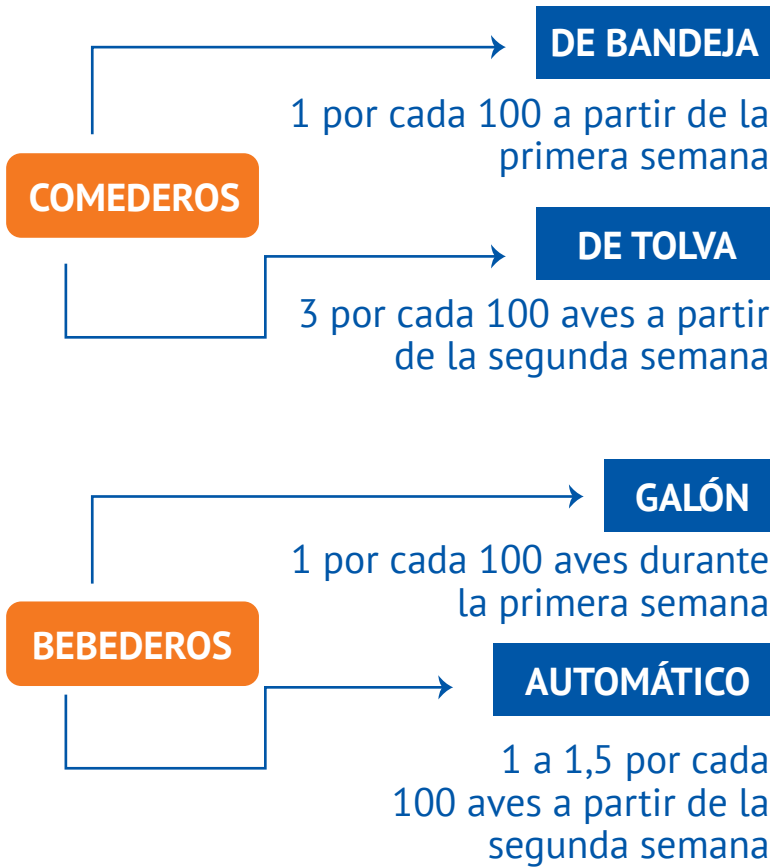 DE BANDEJA
1 por cada 100 a partir de la
primera semana
COMEDEROS
DE TOLVA
3 por cada 100 aves a partir
de la segunda semana
GALÓN
1 por cada 100 aves durante
la primera semana
BEBEDEROS
AUTOMÁTICO
1 a 1,5 por cada
100 aves a partir de la
segunda semana